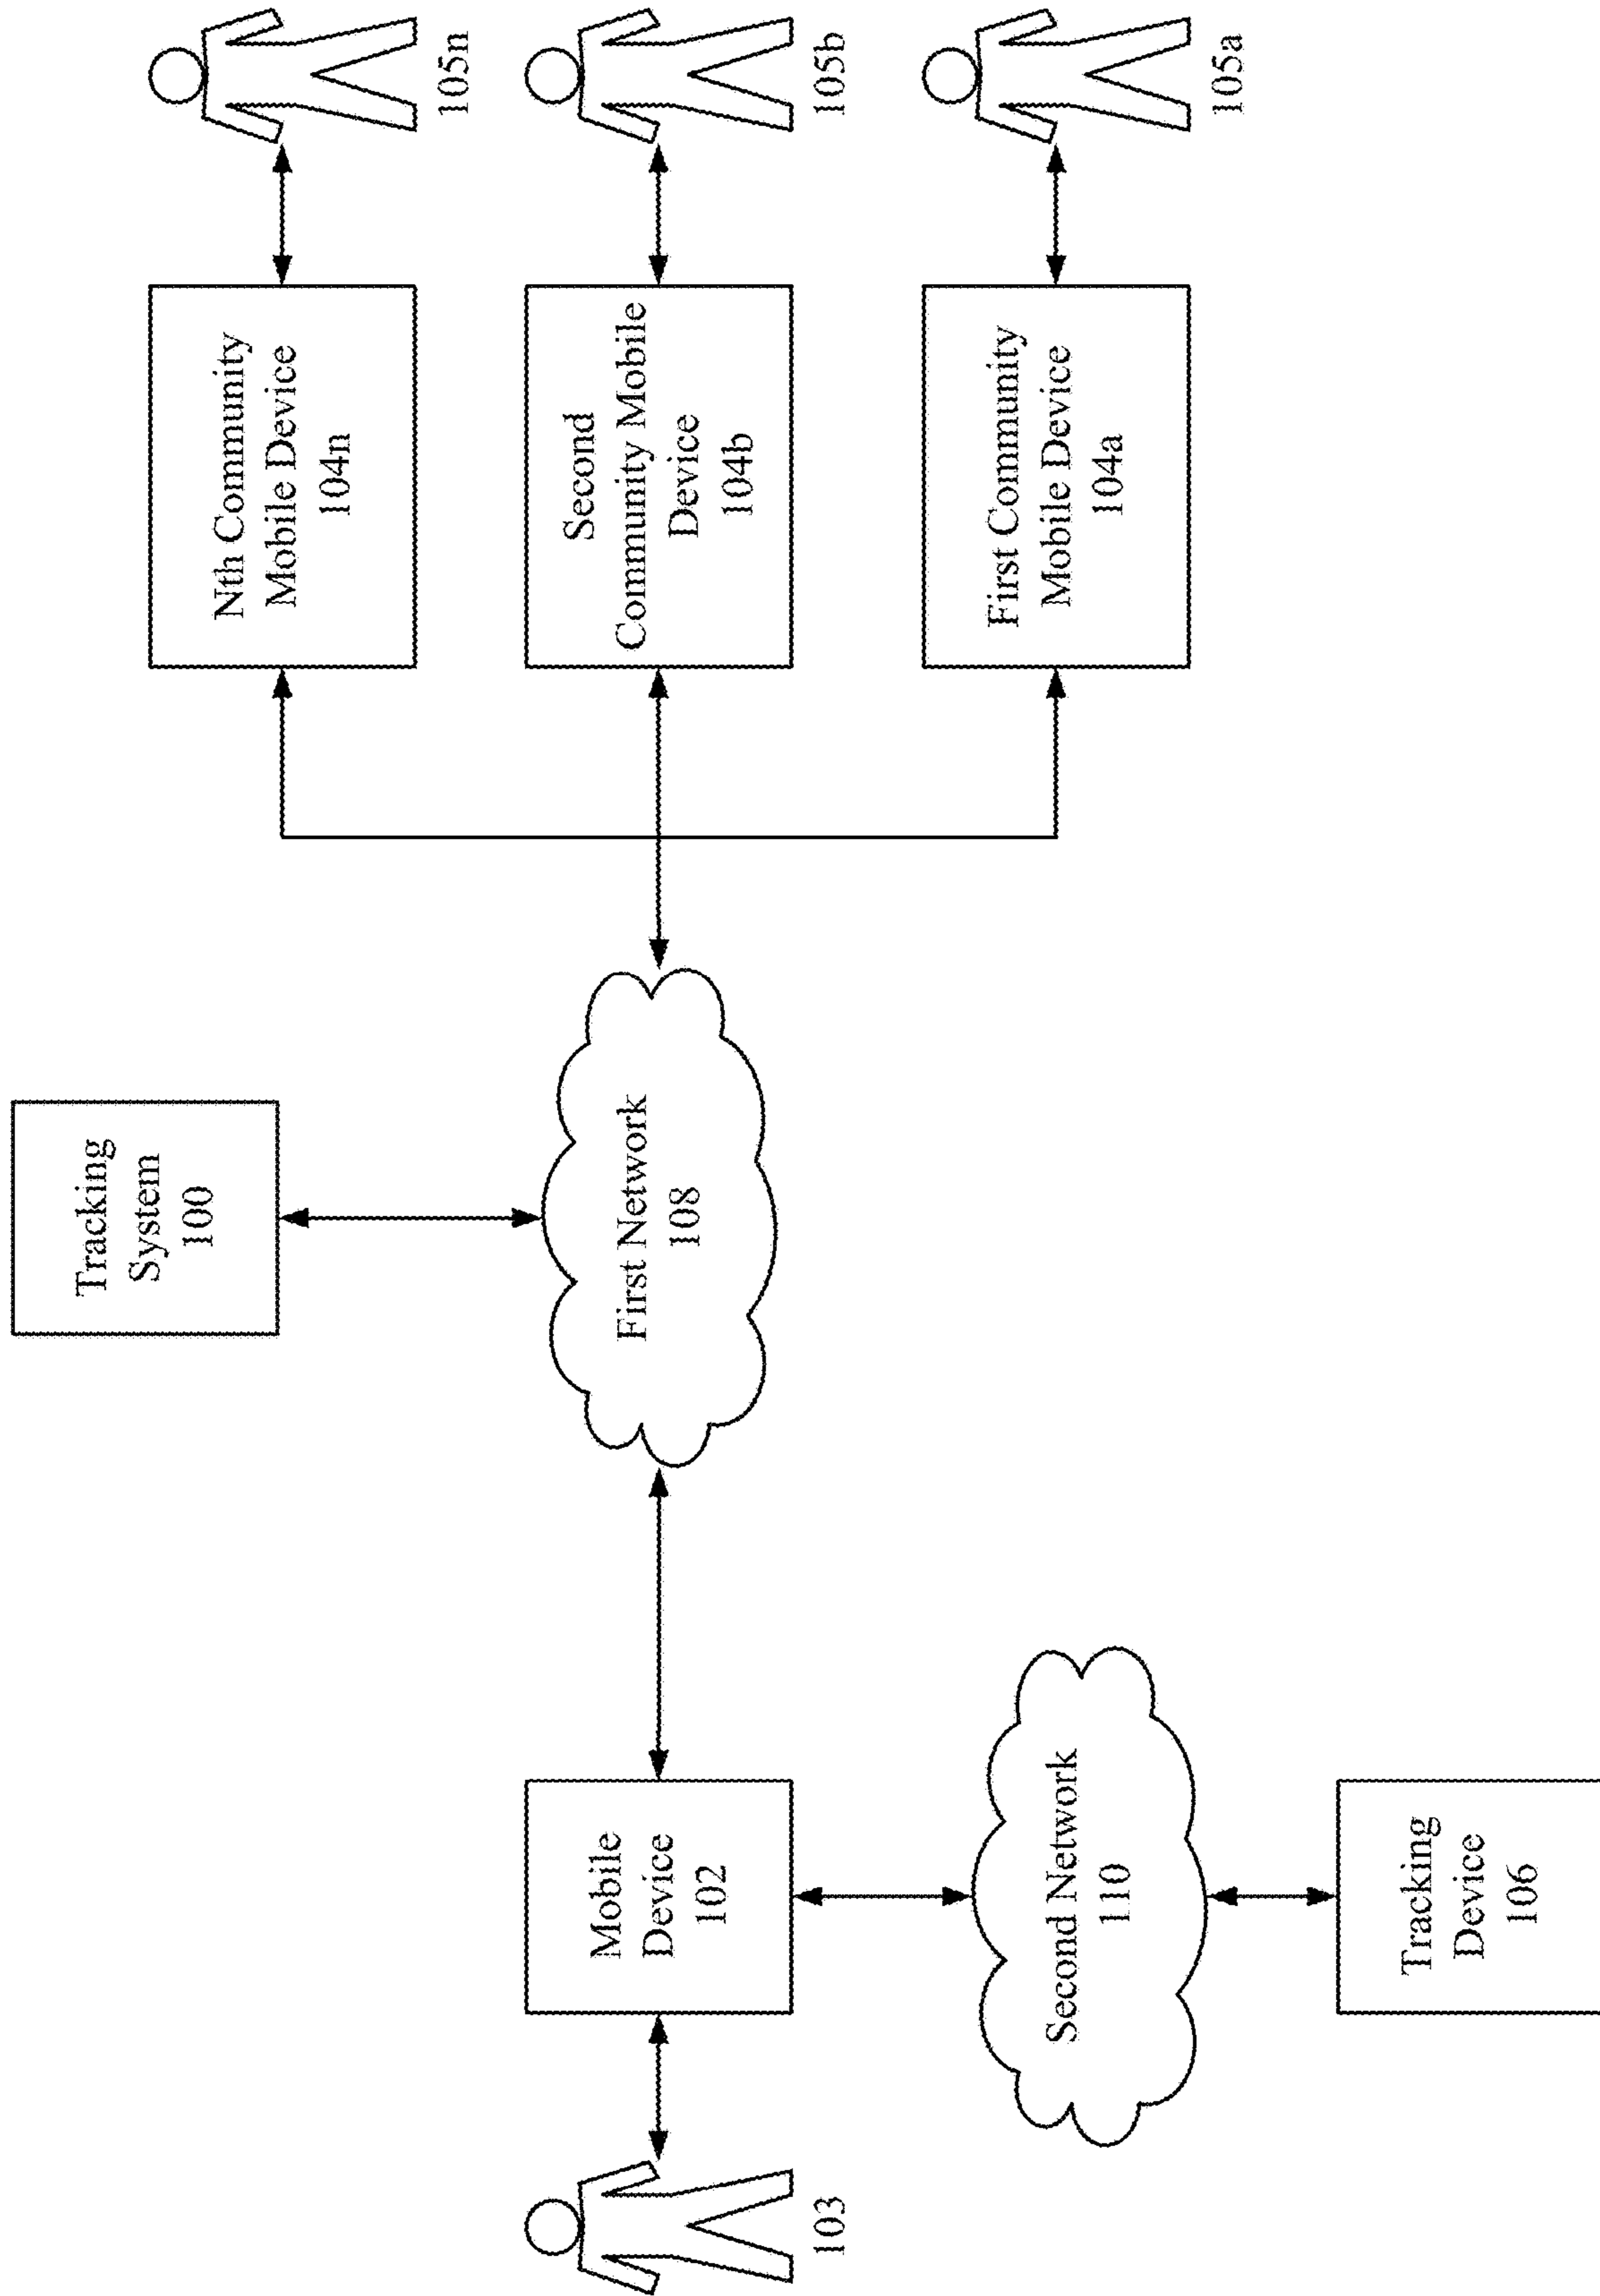 Tracking
System
100
Nth Community
Mobile Device
104n
105n
103
Mobile
Device
102
First Network
108
Second
Community Mobile
Device
104b
105b
Second Network
110
First Community
Mobile Device
104a
105a
Tracking
Device
106